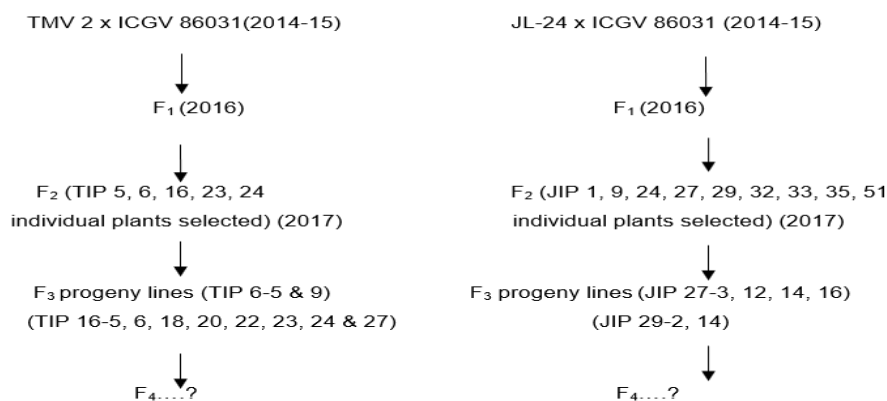 TMV 2 x ICGV 86031(2014-15)
F₁ (2016)
F₂ (TIP 5, 6, 16, 23, 24
individual plants selected) (2017)
F₃ progeny lines (TIP 6-5 & 9)
(TIP 16-5, 6, 18, 20, 22, 23, 24 & 27)
F₄....?
JL-24 x ICGV 86031 (2014-15)
F₁ (2016)
F₂ (JIP 1, 9, 24, 27, 29, 32, 33, 35, 51
individual plants selected) (2017)
F₃ progeny lines (JIP 27-3, 12, 14, 16)
(JIP 29-2, 14)
F₄....?